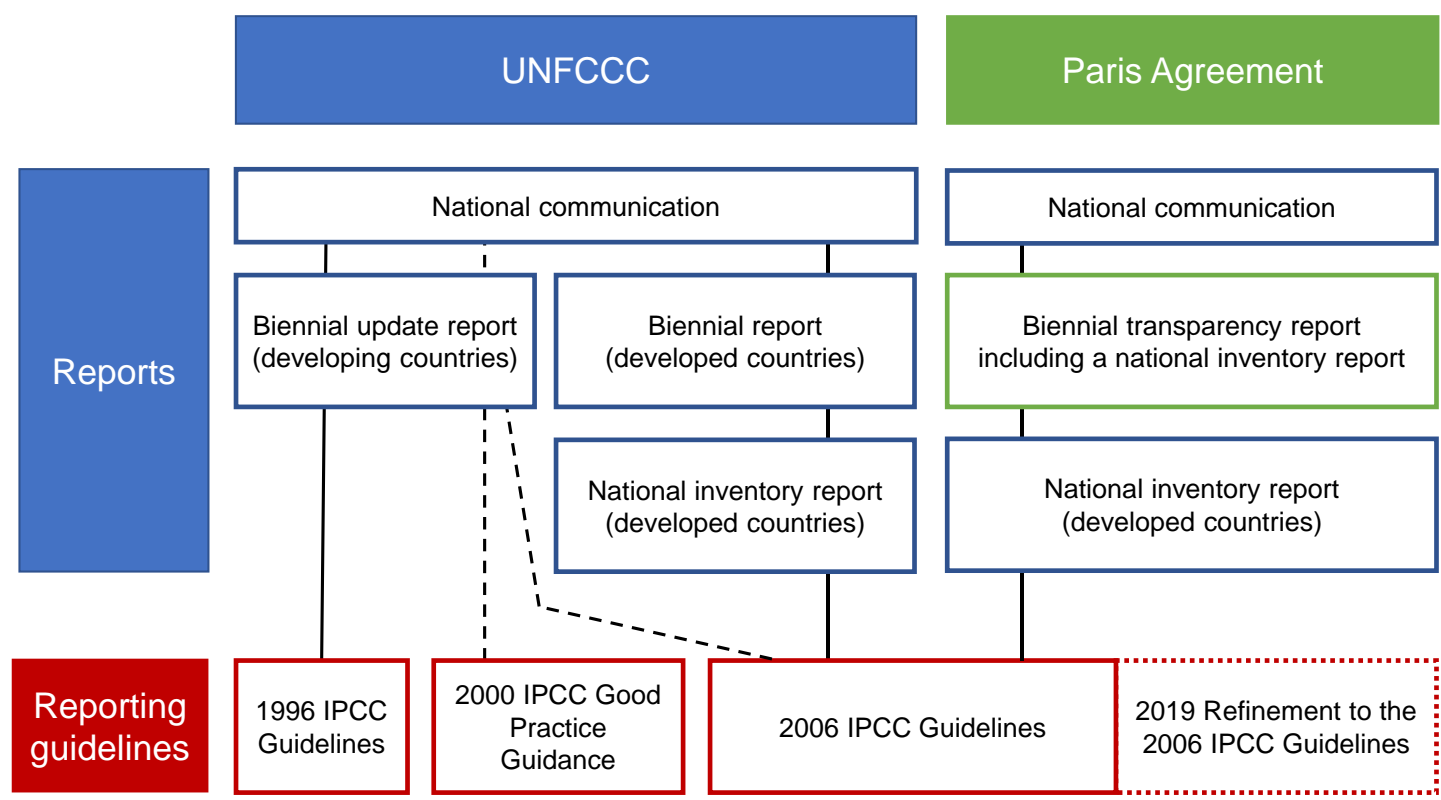 UNFCCC
Paris Agreement
Reports
National communication
National communication
Biennial update report
(developing countries)
Biennial report
(developed countries)
Biennial transparency report
including a national inventory report
National inventory report
(developed countries)
National inventory report
(developed countries)
Reporting
guidelines
1996 IPCC
Guidelines
2000 IPCC Good
Practice
Guidance
2006 IPCC Guidelines
2019 Refinement to the
2006 IPCC Guidelines